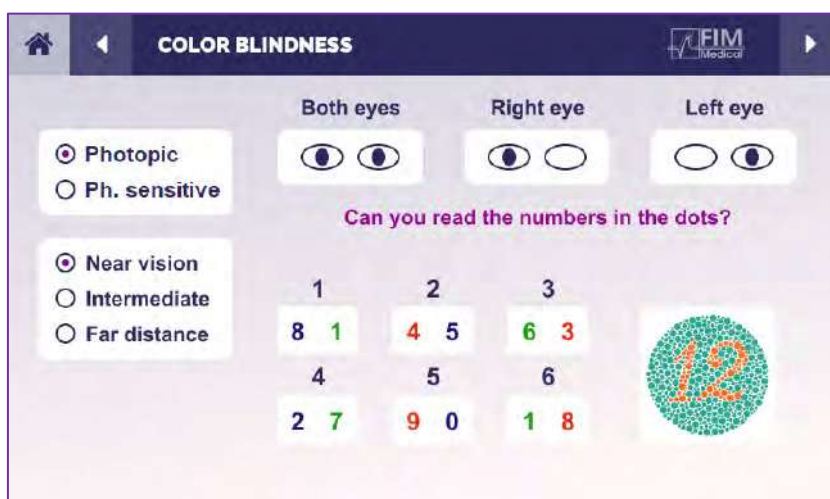 COLOR BLINDNESS
FIM
Medical
Both eyes Right eye Left eye
Photopic
Ph. sensitive
Can you read the numbers in the dots?
Near vision
Intermediate
Far distance
1 2 3
8 1 4 5 6 3
4 5 6
2 7 9 0 1 8
12